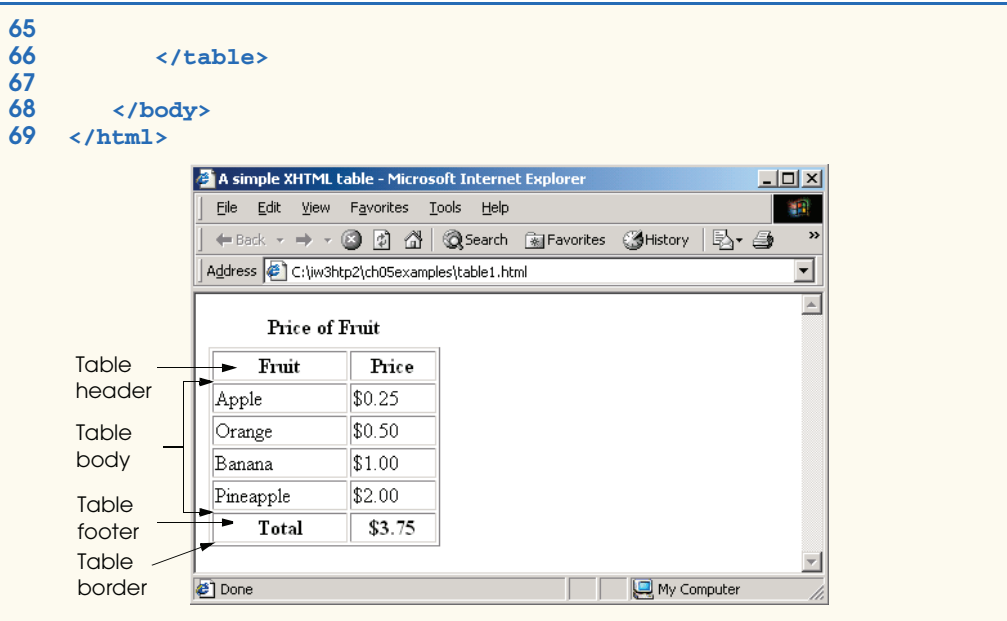 65
66 </table>
67
68 </body>
69 </html>
A simple XHTML table - Microsoft Internet Explorer
File Edit View Favorites Tools Help
Back Search Favorites History »
Address C:\iw3htp2\ch05examples\table1.html
Price of Fruit
Table header
Fruit Price
Apple $0.25
Table body
Orange $0.50
Banana $1.00
Pineapple $2.00
Table footer
Total $3.75
Table border
Done My Computer